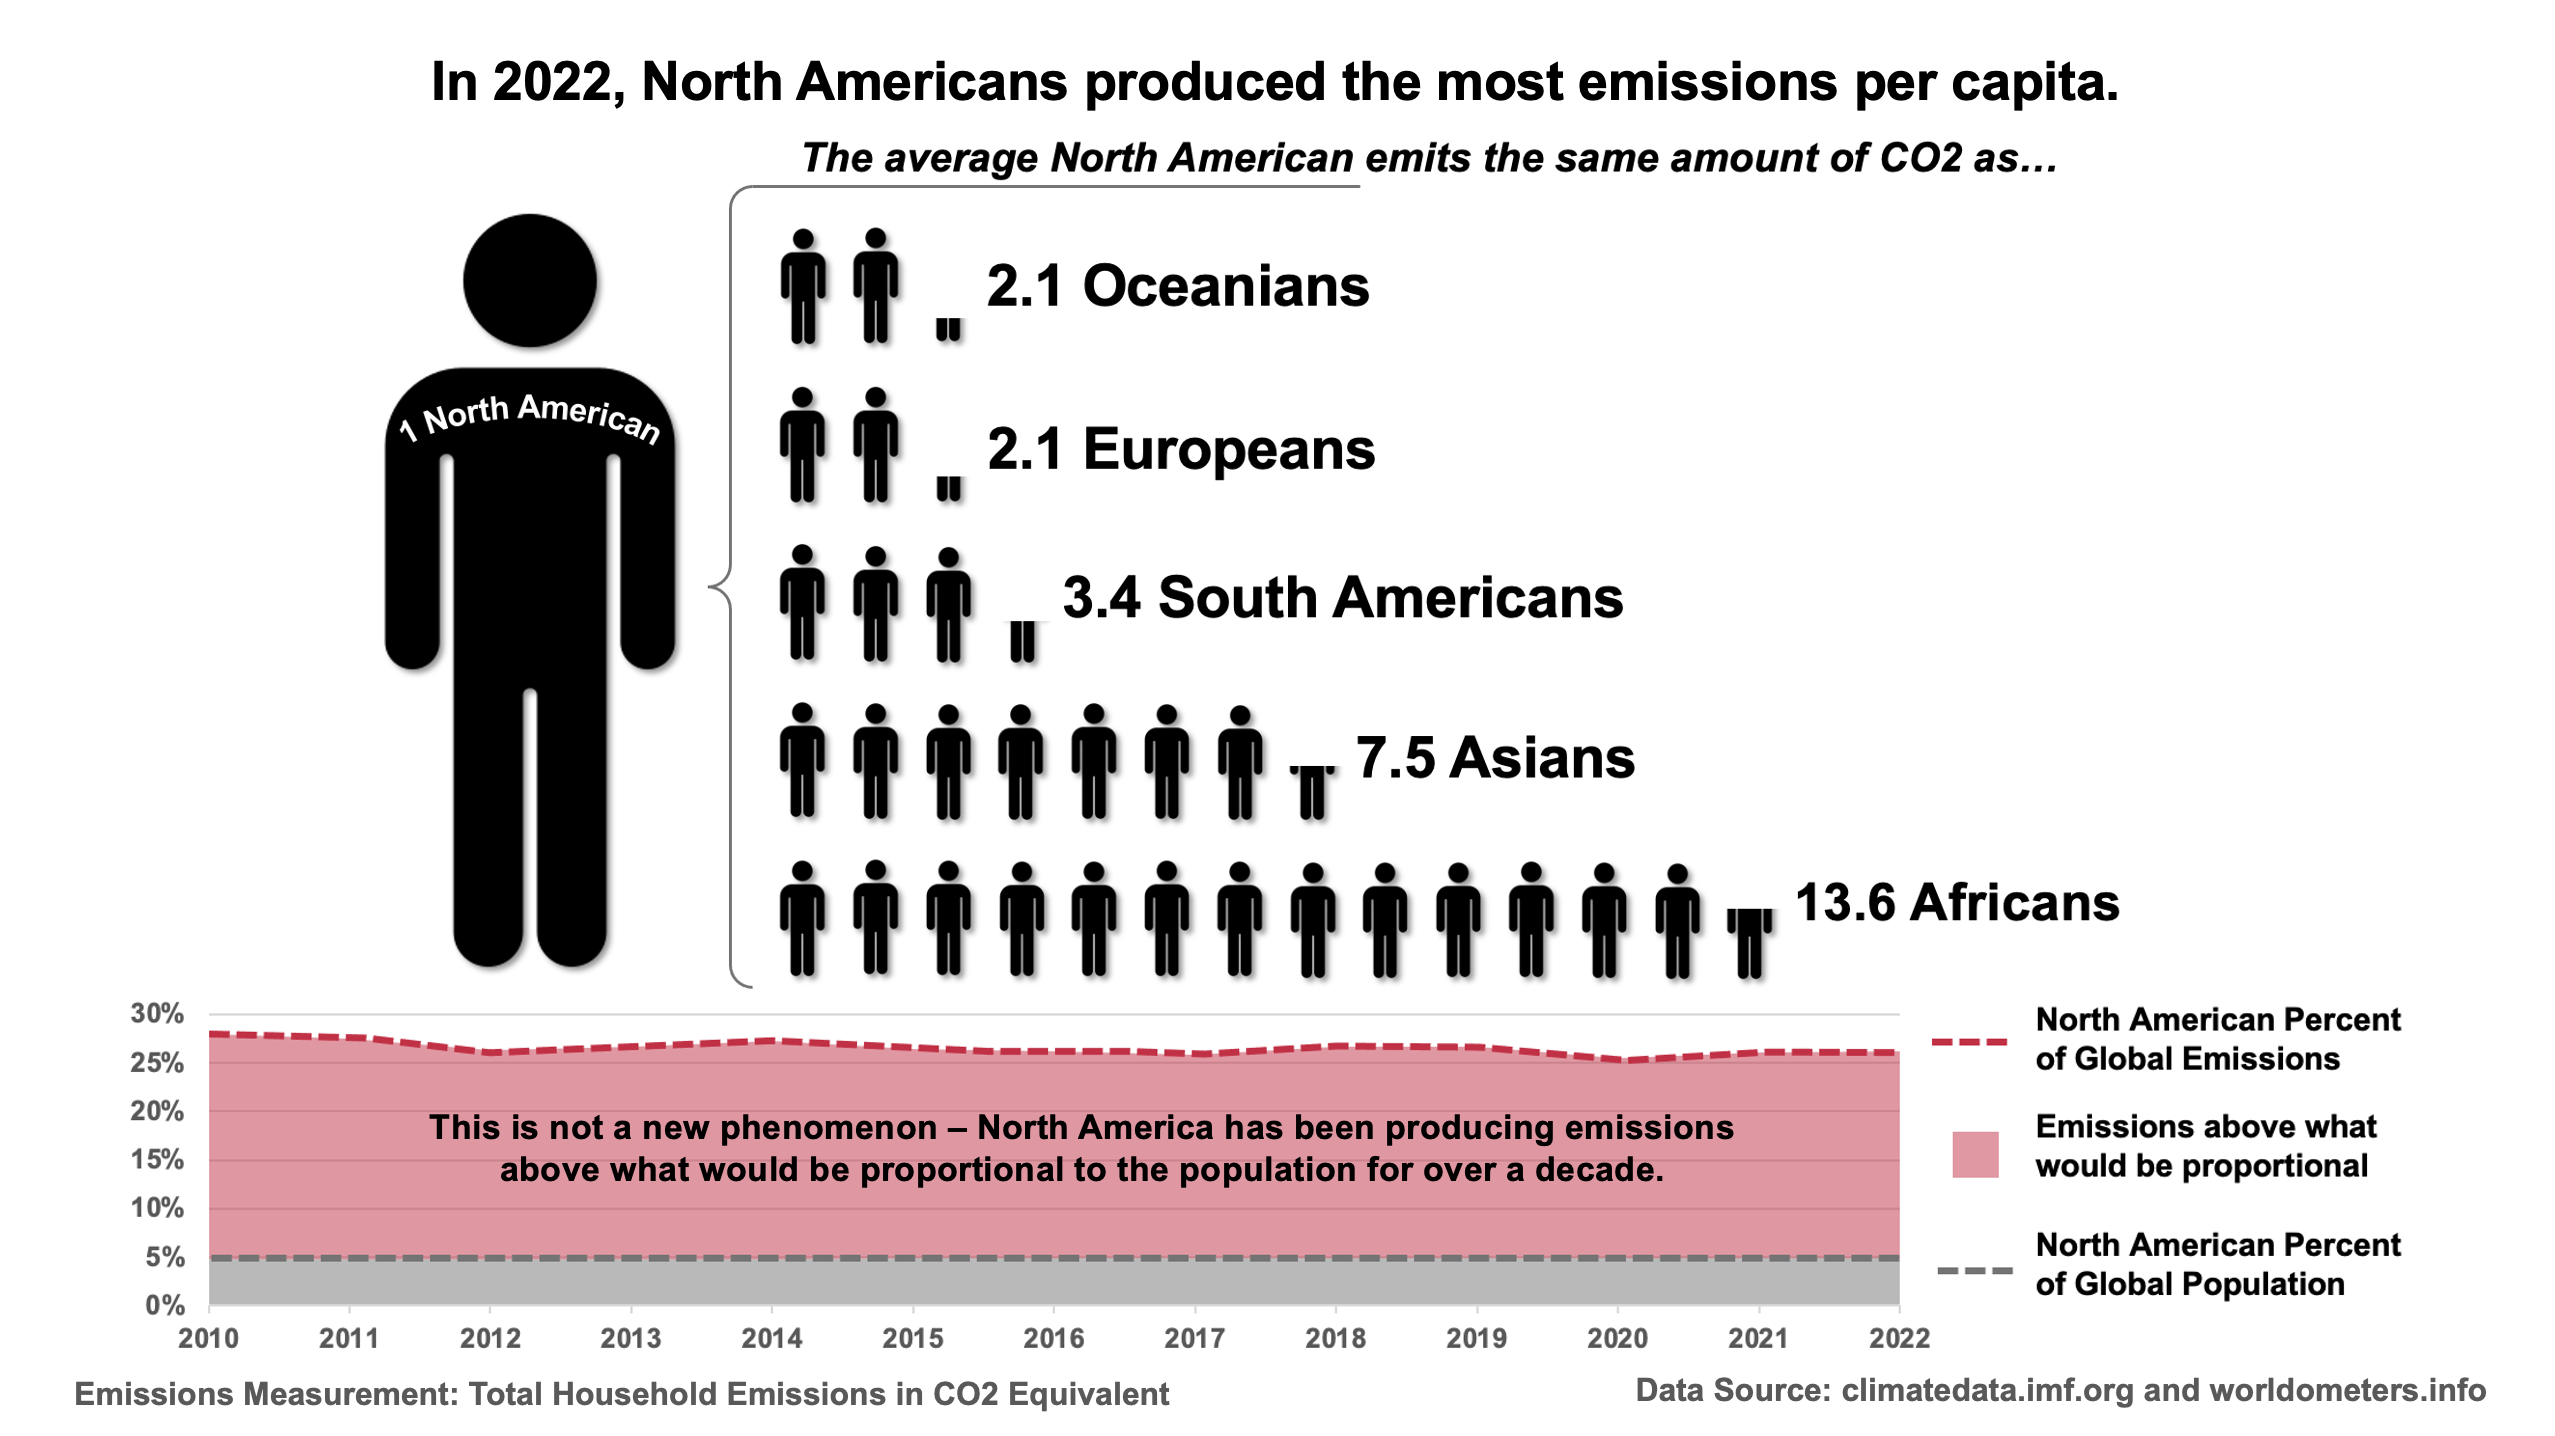 In 2022, North Americans produced the most emissions per capita.
The average North American emits the same amount of CO2 as…
1 North American
2.1 Oceanians
2.1 Europeans
3.4 South Americans
7.5 Asians
13.6 Africans
30%
25%
20%
15%
10%
5%
0%
This is not a new phenomenon – North America has been producing emissions
above what would be proportional to the population for over a decade.
2010 2011 2012 2013 2014 2015 2016 2017 2018 2019 2020 2021 2022
North American Percent
of Global Emissions
Emissions above what
would be proportional
North American Percent
of Global Population
Emissions Measurement: Total Household Emissions in CO2 Equivalent
Data Source: climatedata.imf.org and worldometers.info